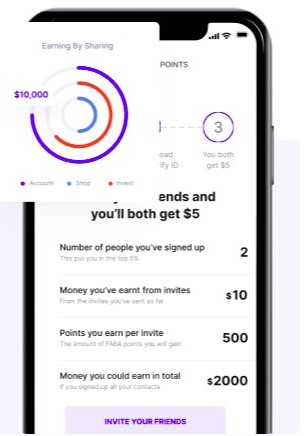 Earning By Sharing
$10,000
Account
Shop
Invest
POINTS
3
oad
ify ID
You both
get $5
ends and
you'll both get $5
Number of people you've signed up
This put you in the top 5%
2
Money you've earnt from invites
From the invites you've sent so far
$10
Points you earn per invite
The amount of FABA points you will gain
500
Money you could earn in total
If you signed up all your contacts
$2000
INVITE YOUR FRIENDS